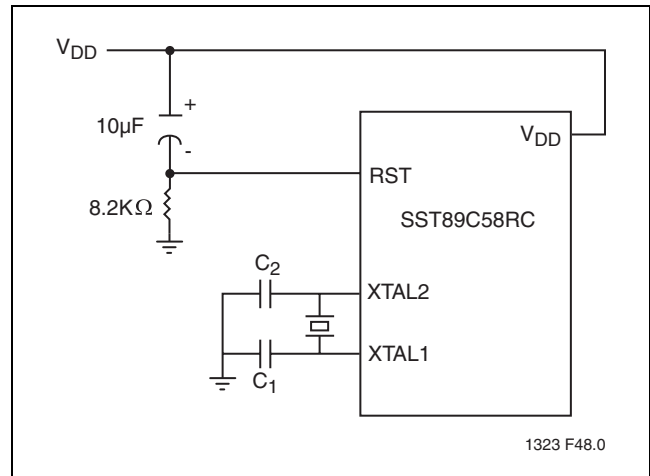 VDD
+
10µF
-
8.2KΩ
VDD
RST
SST89C58RC
C2
XTAL2
XTAL1
C1
1323 F48.0